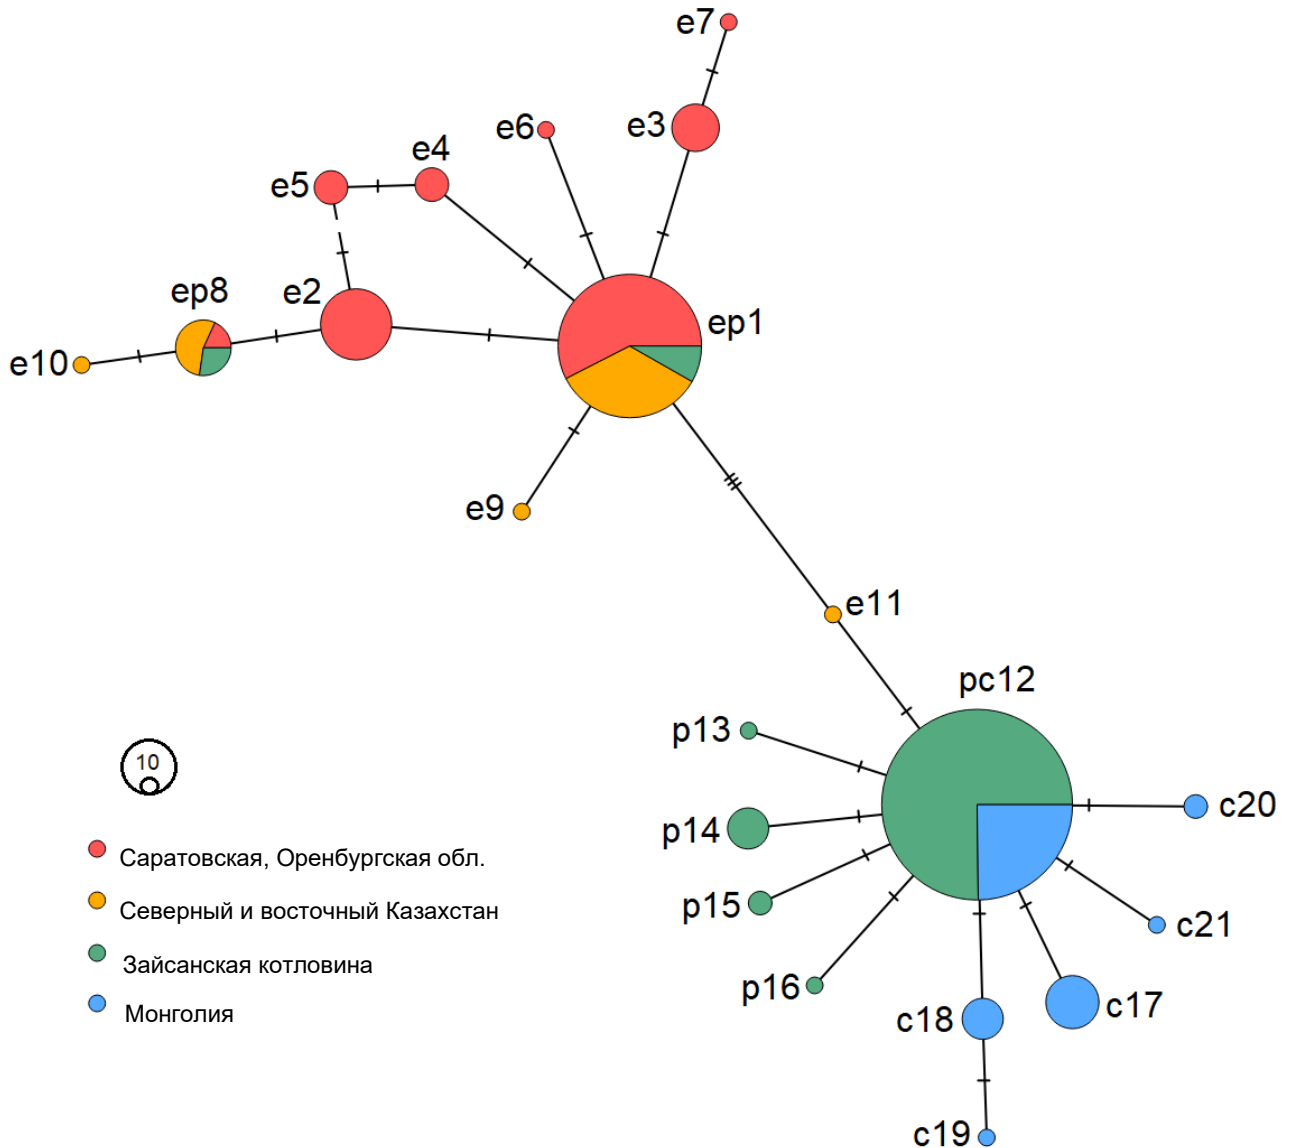 e7
e3
e6
e4
e5
ep8
e2
ep1
e10
e9
e11
pc12
p13
c20
p14
p15
c21
p16
c17
c18
c19
10
Саратовская, Оренбургская обл.
Северный и восточный Казахстан
Зайсанская котловина
Монголия